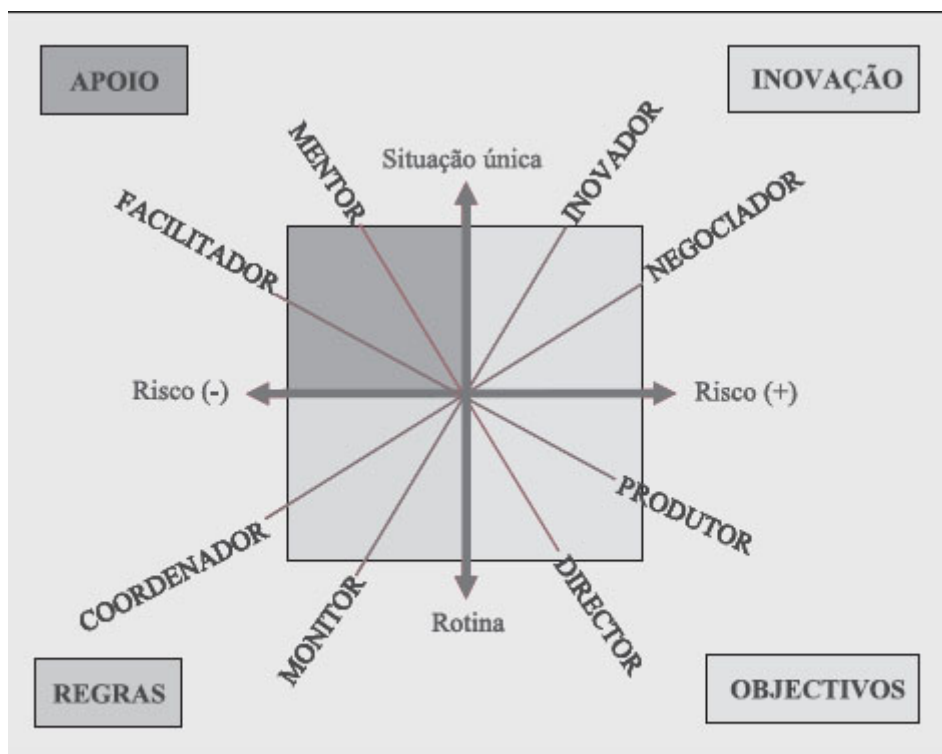 APOIO
INOVAÇÃO
MENTOR
Situação única
INOVADOR
FACILITADOR
NEGOCIADOR
Risco (-)
Risco (+)
COORDENADOR
MONITOR
Rotina
DIRECTOR
PRODUTOR
REGRAS
OBJECTIVOS